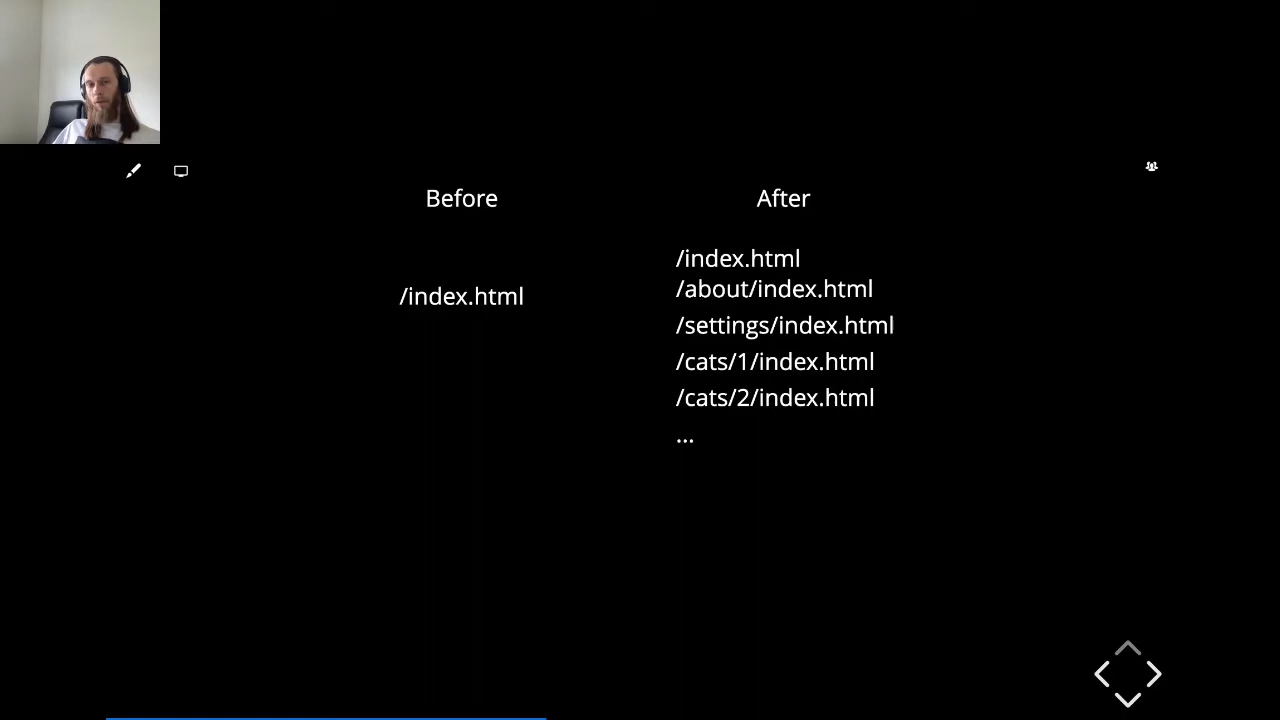 Before
/index.html
After
/index.html
/about/index.html
/settings/index.html
/cats/1/index.html
/cats/2/index.html
...